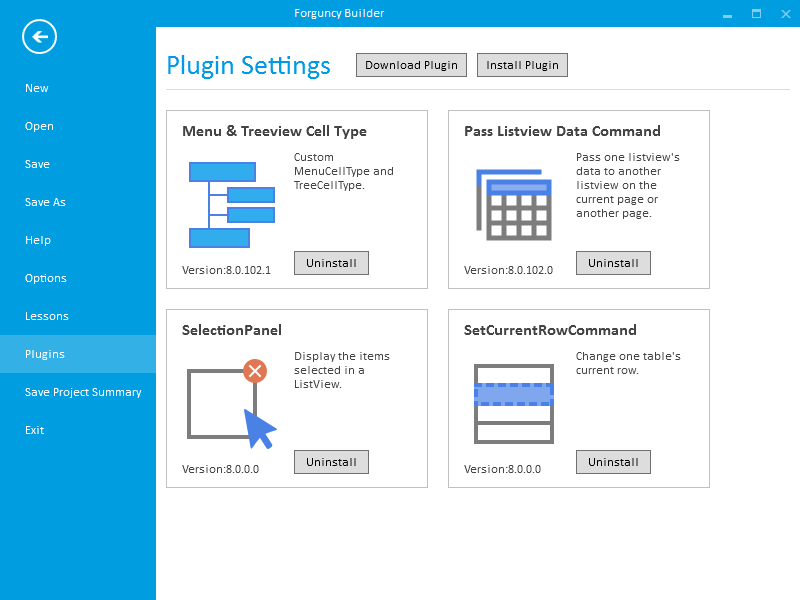 Forguncy Builder
New
Open
Save
Save As
Help
Options
Lessons
Plugins
Save Project Summary
Exit
Plugin Settings
Download Plugin
Install Plugin
Menu & Treeview Cell Type
Custom
MenuCellType and
TreeCellType.
Version:8.0.102.1
Uninstall
Pass Listview Data Command
Pass one listview's
data to another
listview on the
current page or
another page.
Version:8.0.102.0
Uninstall
SelectionPanel
Display the items
selected in a
ListView.
Version:8.0.0.0
Uninstall
SetCurrentRowCommand
Change one table's
current row.
Version:8.0.0.0
Uninstall